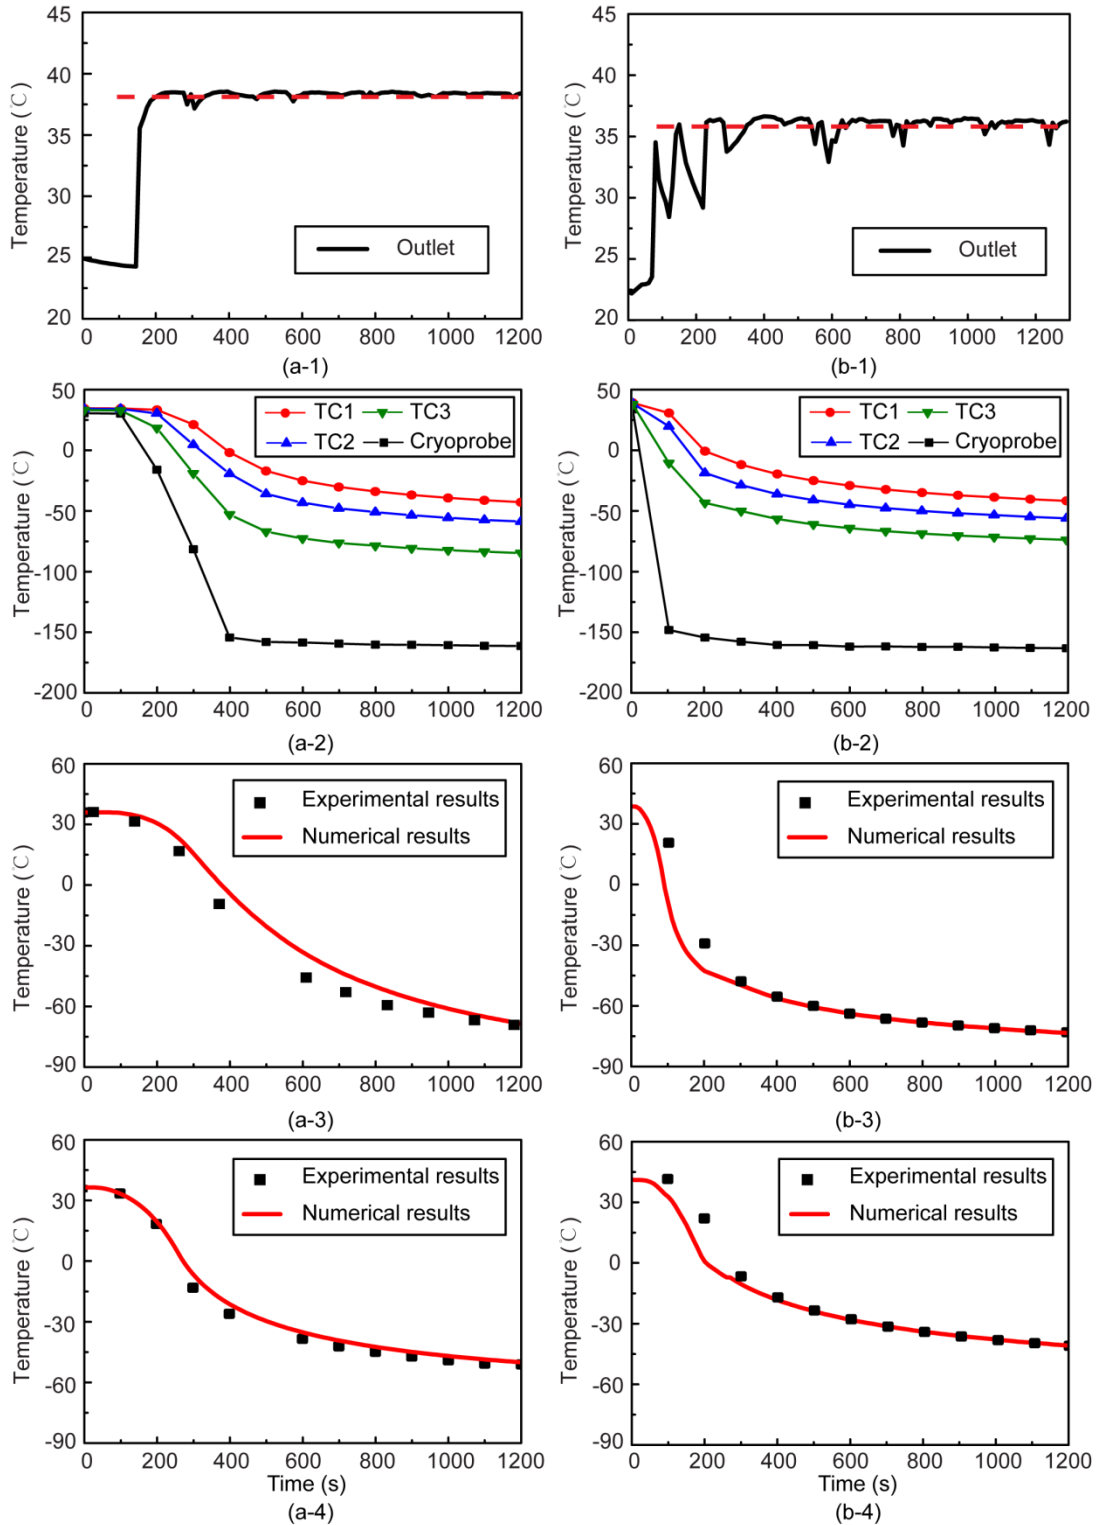 45
40
35
30
25
20
Temperature (℃)
Outlet
0 200 400 600 800 1000 1200
(a-1)
45
40
35
30
25
20
Temperature (℃)
Outlet
0 200 400 600 800 1000 1200
(b-1)
50
0
-50
-100
-150
-200
Temperature (℃)
TC1 TC3
TC2 Cryoprobe
0 200 400 600 800 1000 1200
(a-2)
50
0
-50
-100
-150
-200
Temperature (℃)
TC1 TC3
TC2 Cryoprobe
0 200 400 600 800 1000 1200
(b-2)
60
30
0
-30
-60
-90
Temperature (℃)
Experimental results
Numerical results
0 200 400 600 800 1000 1200
(a-3)
60
30
0
-30
-60
-90
Temperature (℃)
Experimental results
Numerical results
0 200 400 600 800 1000 1200
(b-3)
60
30
0
-30
-60
-90
Temperature (℃)
Experimental results
Numerical results
0 200 400 600 800 1000 1200
Time (s)
(a-4)
60
30
0
-30
-60
-90
Temperature (℃)
Experimental results
Numerical results
0 200 400 600 800 1000 1200
Time (s)
(b-4)